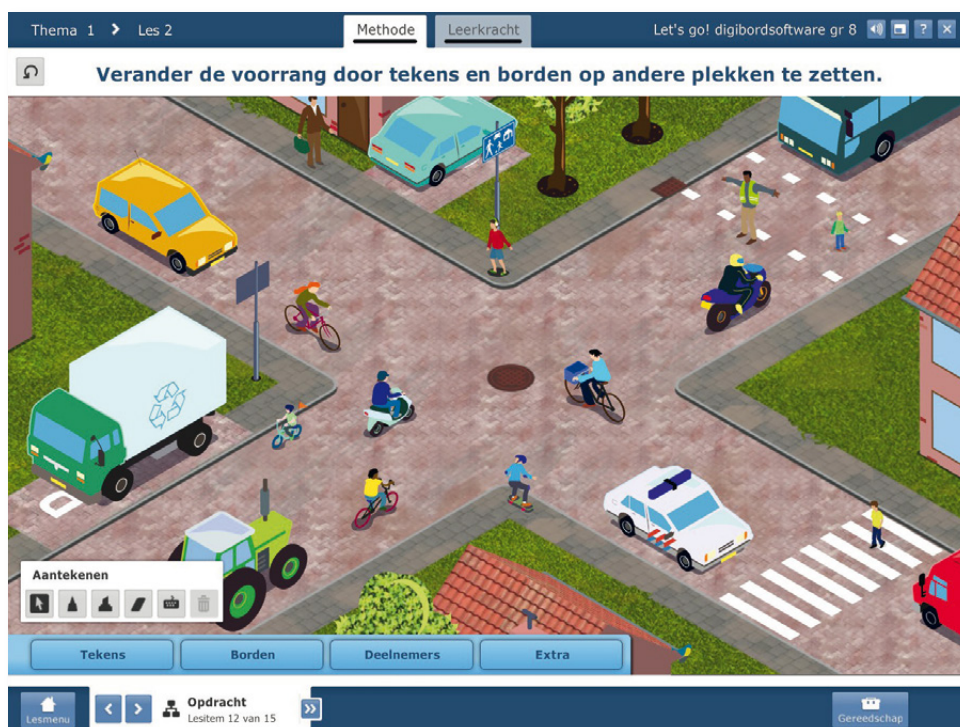 Thema 1 > Les 2
Methode
Leerkracht
Let's go! digibordsoftware gr 8
?
Verander de voorrang door tekens en borden op andere plekken te zetten.
Aantekenen
Tekens
Borden
Deelnemers
Extra
Lesmenu
Opdracht
Lesitem 12 van 15
Gereedschap